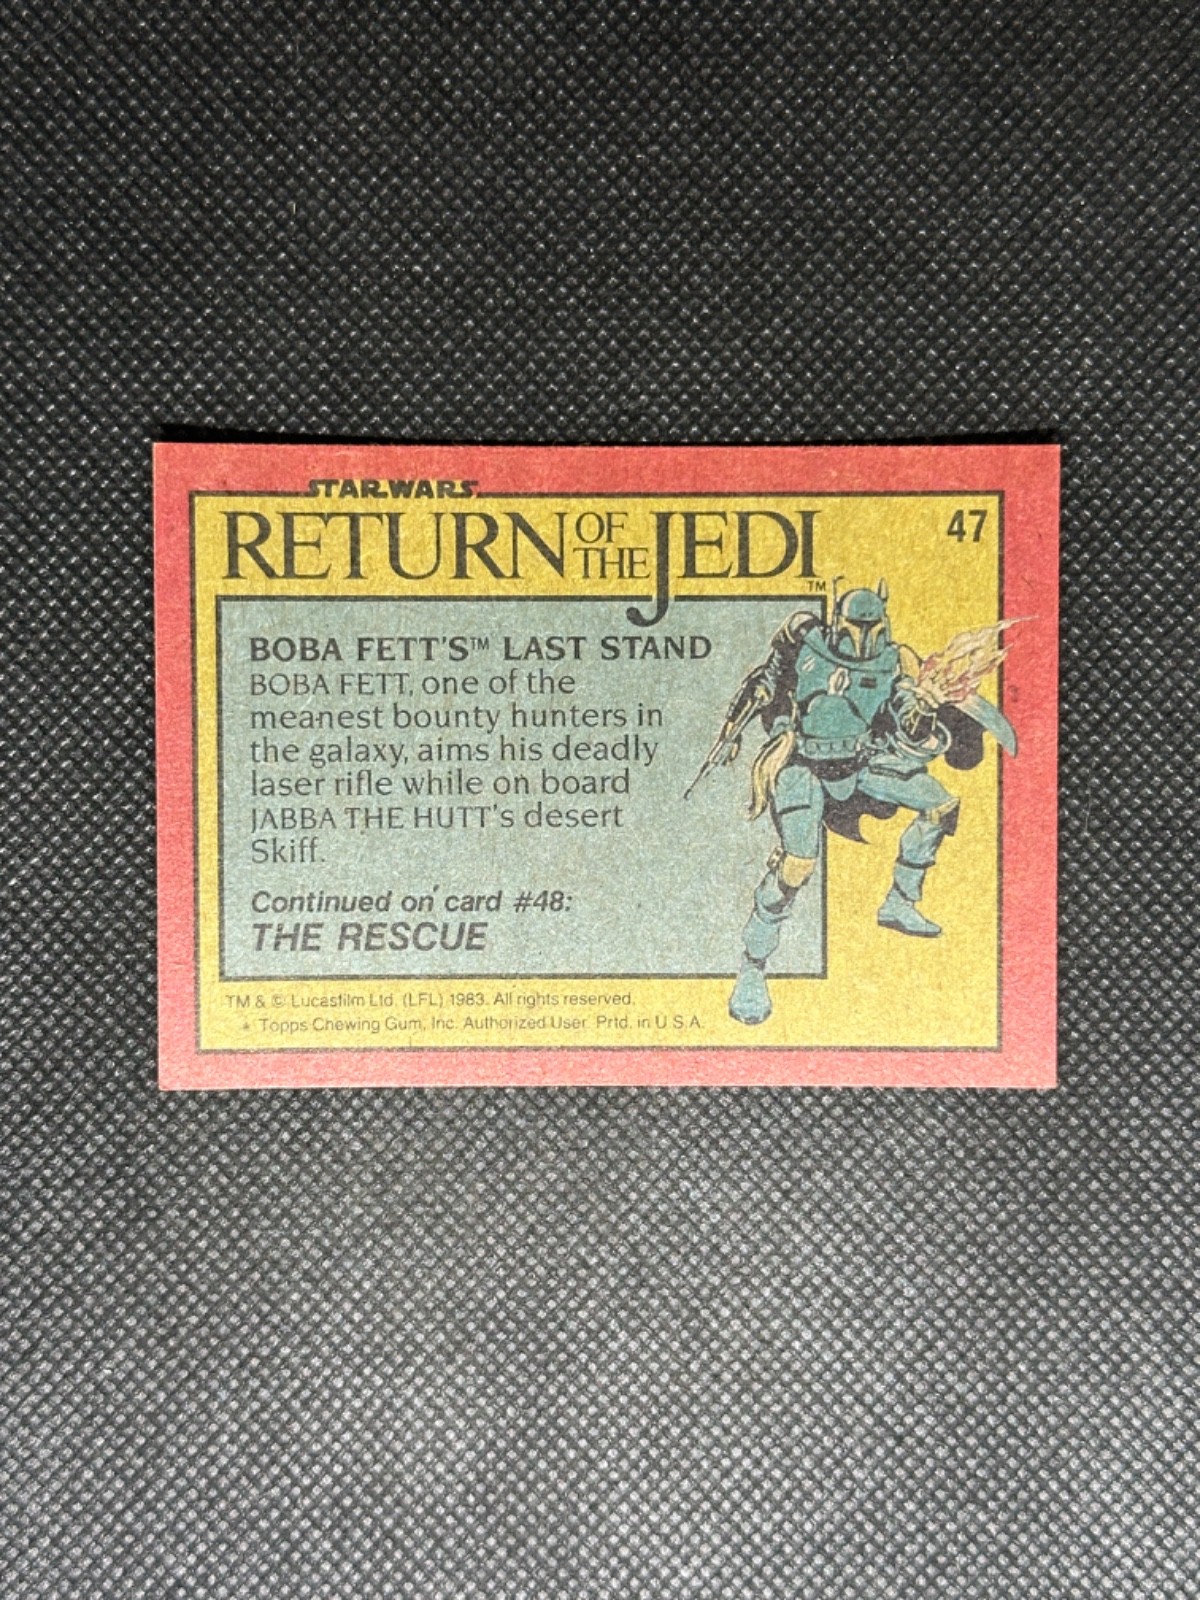 STAR WARS
RETURN OF THE JEDI™
47
BOBA FETT'S™ LAST STAND
BOBA FETT, one of the
meanest bounty hunters in
the galaxy, aims his deadly
laser rifle while on board
JABBA THE HUTT's desert
Skiff.
Continued on card #48:
THE RESCUE
TM & © Lucasfilm Ltd. (LFL) 1983. All rights reserved.
* Topps Chewing Gum, Inc. Authorized User. Prtd. in U.S.A.